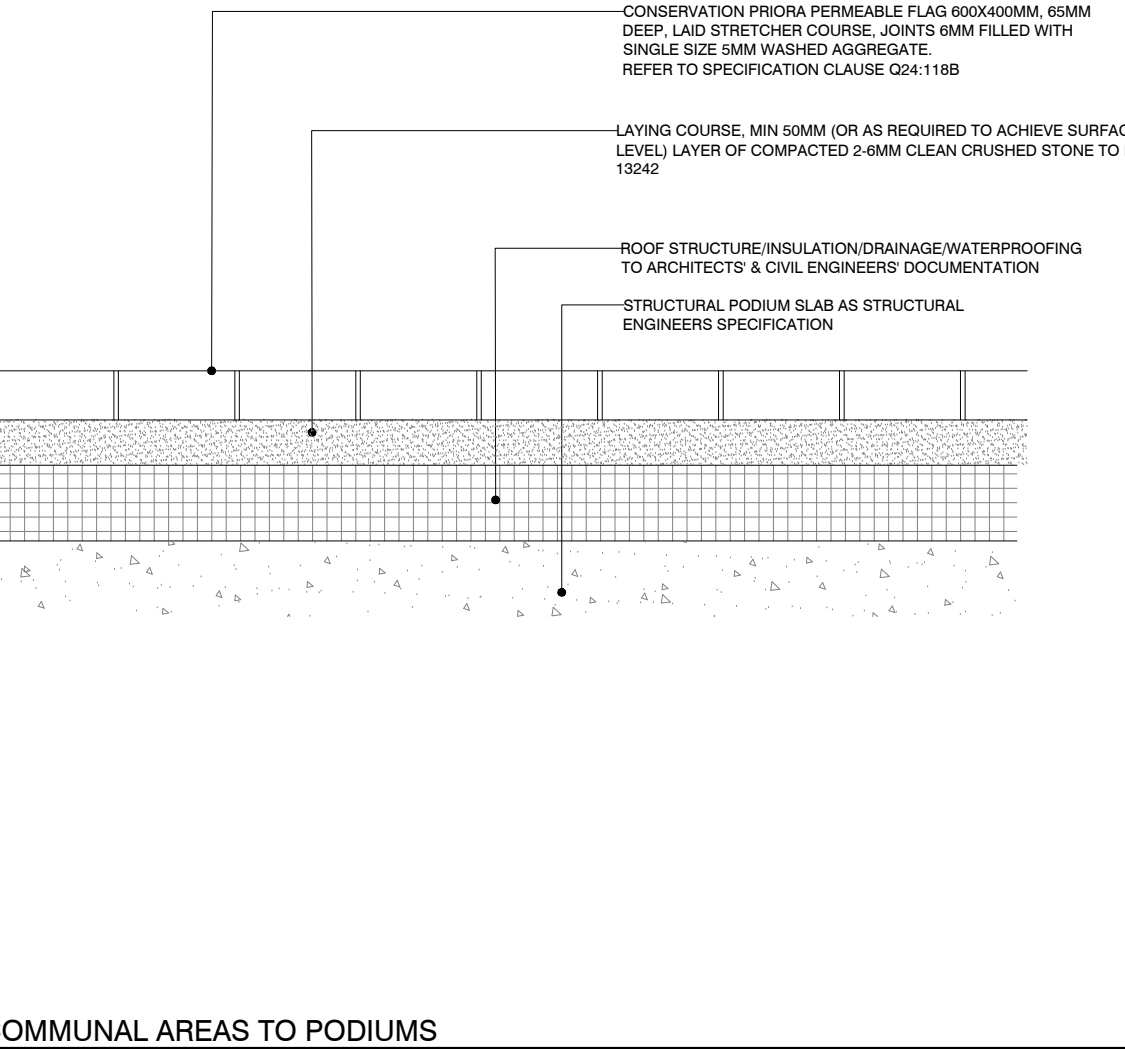 CONSERVATION PRIORA PERMEABLE FLAG 600X400MM, 65MM
DEEP, LAID STRETCHER COURSE, JOINTS 6MM FILLED WITH
SINGLE SIZE 5MM WASHED AGGREGATE.
REFER TO SPECIFICATION CLAUSE Q24:118B
LAYING COURSE, MIN 50MM (OR AS REQUIRED TO ACHIEVE SURFAC
LEVEL) LAYER OF COMPACTED 2-6MM CLEAN CRUSHED STONE TO
13242
ROOF STRUCTURE/INSULATION/DRAINAGE/WATERPROOFING
TO ARCHITECTS' & CIVIL ENGINEERS' DOCUMENTATION
STRUCTURAL PODIUM SLAB AS STRUCTURAL
ENGINEERS SPECIFICATION
OMMUNAL AREAS TO PODIUMS